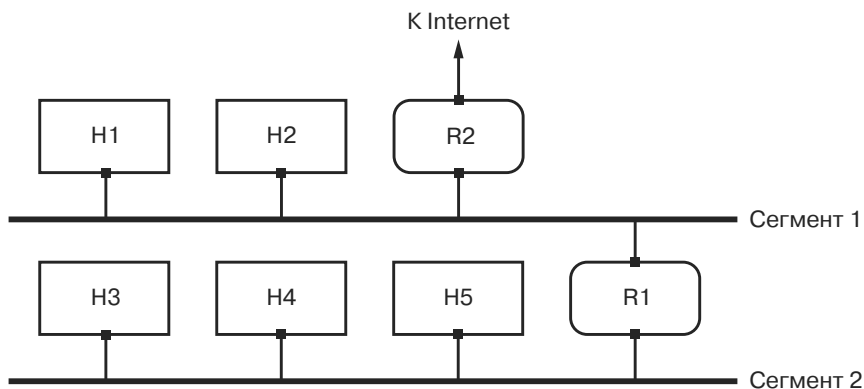 К Internet
H1
H2
R2
Сегмент 1
H3
H4
H5
R1
Сегмент 2